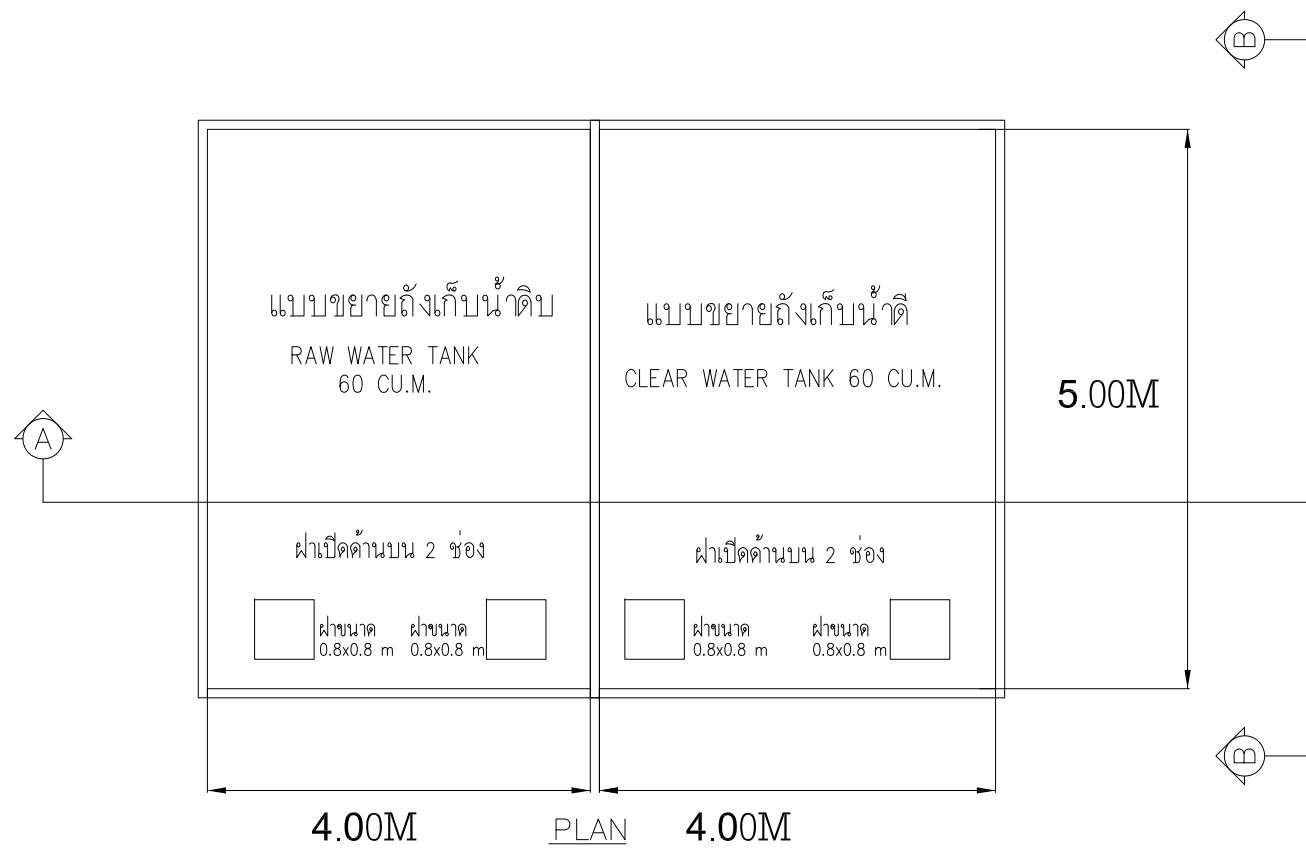 B
แบบขยายถังเก็บน้ำดิบ
RAW WATER TANK
60 CU.M.
แบบขยายถังเก็บน้ำดี
CLEAR WATER TANK 60 CU.M.
5.00M
A
ฝาเปิดด้านบน 2 ช่อง
ฝาเปิดด้านบน 2 ช่อง
ฝาขนาด
0.8x0.8 m
ฝาขนาด
0.8x0.8 m
ฝาขนาด
0.8x0.8 m
ฝาขนาด
0.8x0.8 m
B
4.00M
PLAN
4.00M